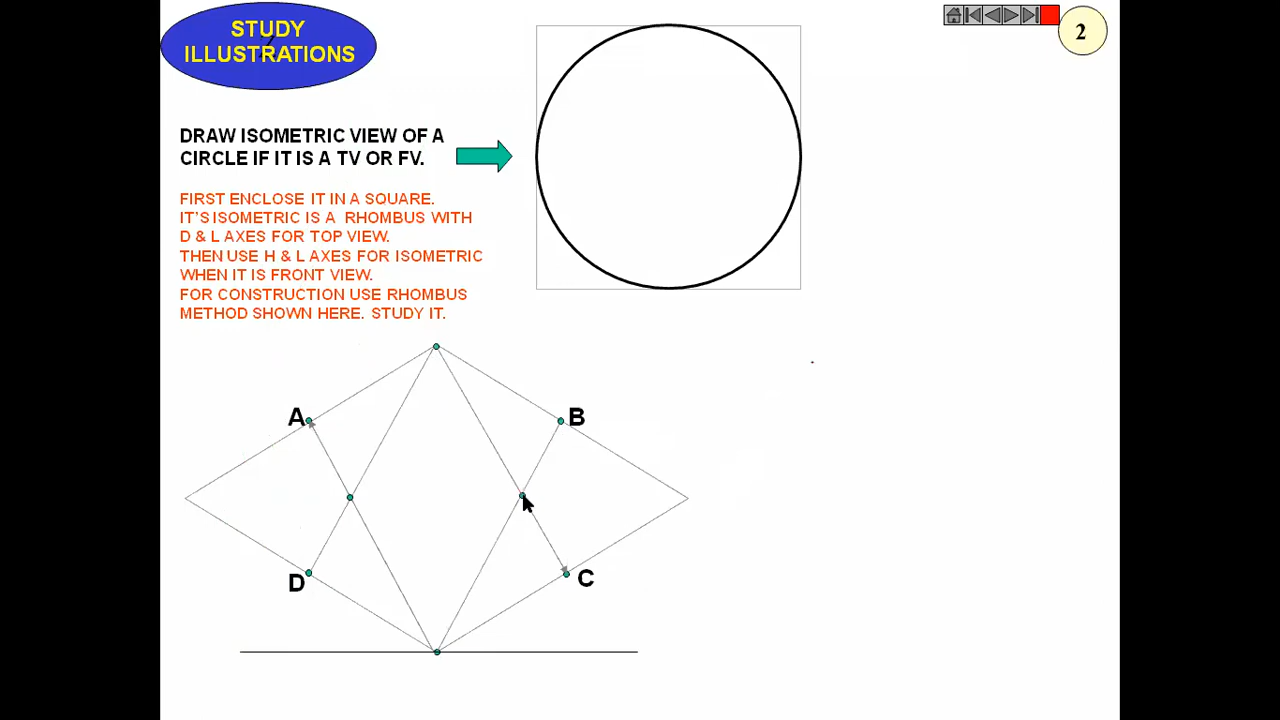 STUDY
ILLUSTRATIONS
2
DRAW ISOMETRIC VIEW OF A
CIRCLE IF IT IS A TV OR FV.
FIRST ENCLOSE IT IN A SQUARE.
IT'S ISOMETRIC IS A RHOMBUS WITH
D & L AXES FOR TOP VIEW.
THEN USE H & L AXES FOR ISOMETRIC
WHEN IT IS FRONT VIEW.
FOR CONSTRUCTION USE RHOMBUS
METHOD SHOWN HERE. STUDY IT.
A
B
D
C